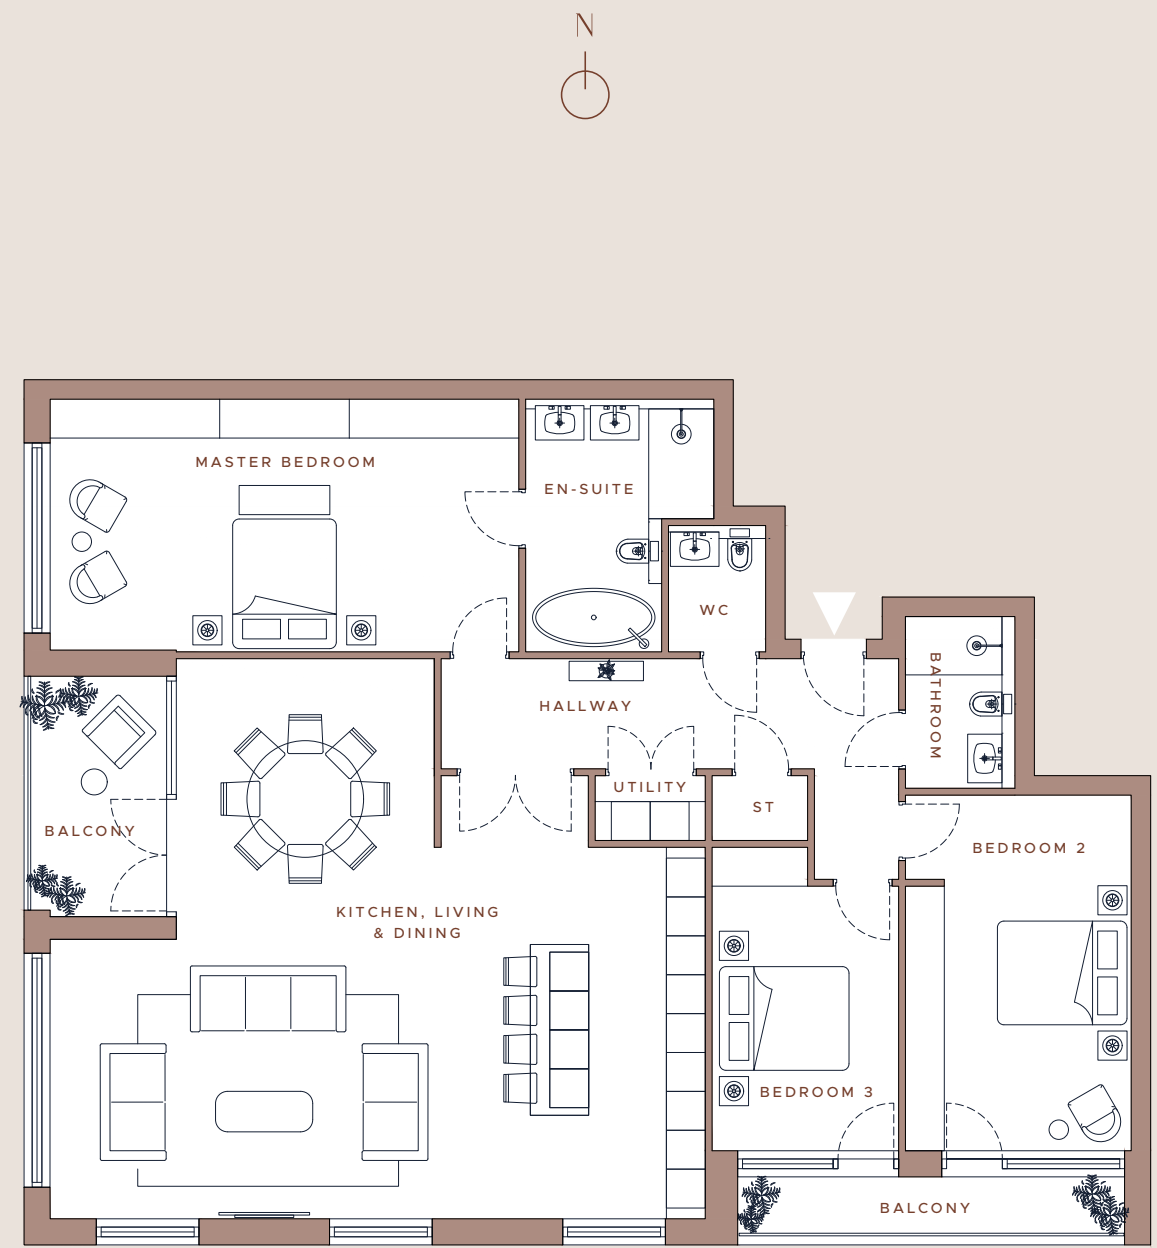 N
MASTER BEDROOM
EN-SUITE
WC
BATHROOM
HALLWAY
UTILITY
ST
BALCONY
BEDROOM 2
KITCHEN, LIVING
& DINING
BEDROOM 3
BALCONY